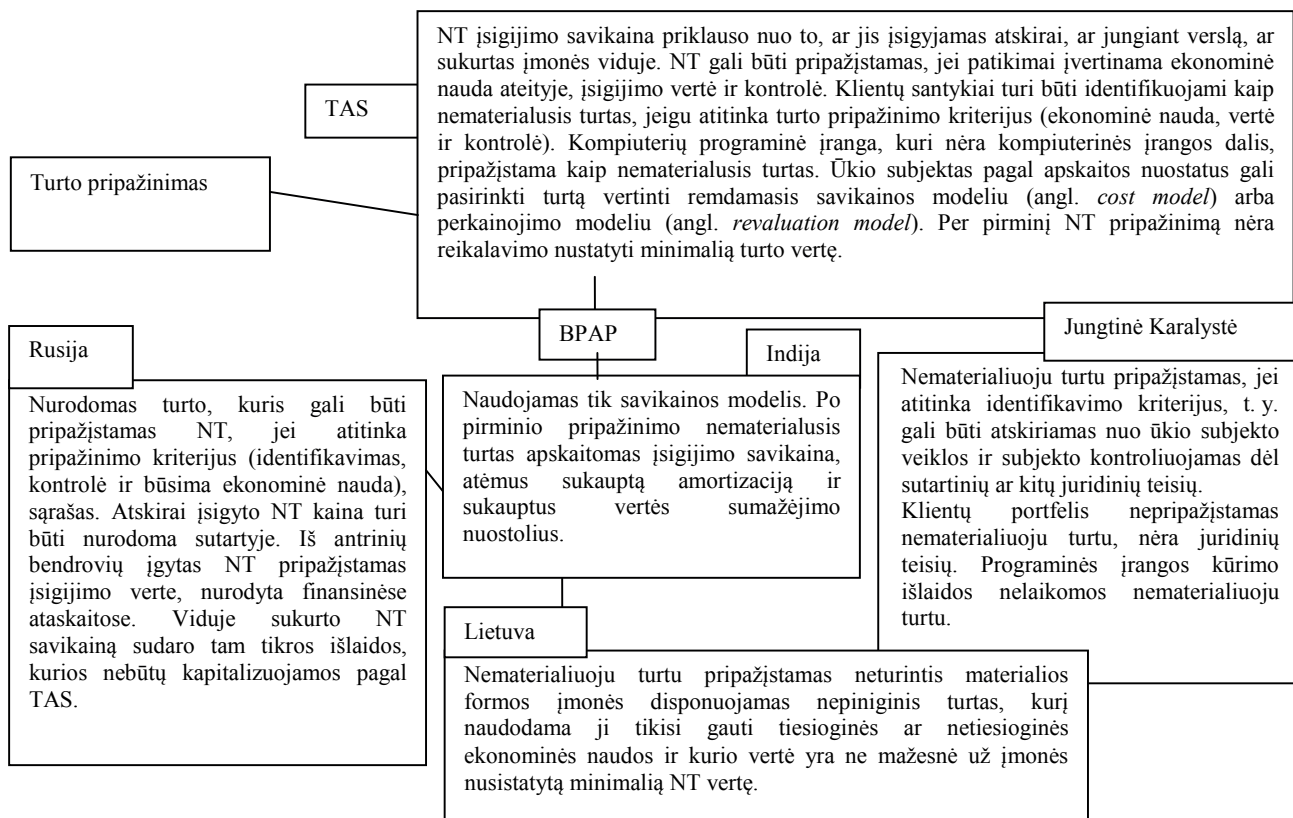 Turto pripažinimas
TAS
NT įsigijimo savikaina priklauso nuo to, ar jis įsigyjamas atskirai, ar jungiant verslą, ar
sukurtas įmonės viduje. NT gali būti pripažįstamas, jei patikimai įvertinama ekonominė
nauda ateityje, įsigijimo vertė ir kontrolė. Klientų santykiai turi būti identifikuojami kaip
nematerialusis turtas, jeigu atitinka turto pripažinimo kriterijus (ekonominė nauda, vertė
ir kontrolė). Kompiuterių programinė įranga, kuri nėra kompiuterinės įrangos dalis,
pripažįstama kaip nematerialusis turtas. Ūkio subjektas pagal apskaitos nuostatus gali
pasirinkti turtą vertinti remdamasis savikainos modeliu (angl. cost model) arba
perkainojimo modeliu (angl. revaluation model). Per pirminį NT pripažinimą nėra
reikalavimo nustatyti minimalią turto vertę.
BPAP
Rusija
Nurodomas turto, kuris gali būti
pripažįstamas NT, jei atitinka
pripažinimo kriterijus (identifikavimas,
kontrolė ir būsima ekonominė nauda),
sąrašas. Atskirai įsigyto NT kaina turi
būti nurodoma sutartyje. Iš antrinių
bendrovių įgytas NT pripažįstamas
įsigijimo verte, nurodyta finansinėse
ataskaitose. Viduje sukurto NT
savikainą sudaro tam tikros išlaidos,
kurios nebūtų kapitalizuojamos pagal
TAS.
Indija
Naudojamas tik savikainos modelis. Po
pirminio pripažinimo nematerialusis
turtas apskaitomas įsigijimo savikaina,
atėmus sukauptą amortizaciją ir
sukauptus vertės sumažėjimo
nuostolius.
Jungtinė Karalystė
Nematerialiuoju turtu pripažįstamas, jei
atitinka identifikavimo kriterijus, t. y.
gali būti atskiriamas nuo ūkio subjekto
veiklos ir subjekto kontroliuojamas dėl
sutartinių ar kitų juridinių teisių.
Klientų portfelis nepripažįstamas
nematerialiuoju turtu, nėra juridinių
teisių. Programinės įrangos kūrimo
išlaidos nelaikomos nematerialiuoju
turtu.
Lietuva
Nematerialiuoju turtu pripažįstamas neturintis materialios
formos įmonės disponuojamas nepiniginis turtas, kurį
naudodama ji tikisi gauti tiesioginės ar netiesioginės
ekonominės naudos ir kurio vertė yra ne mažesnė už įmonės
nusistatytą minimalią NT vertę.